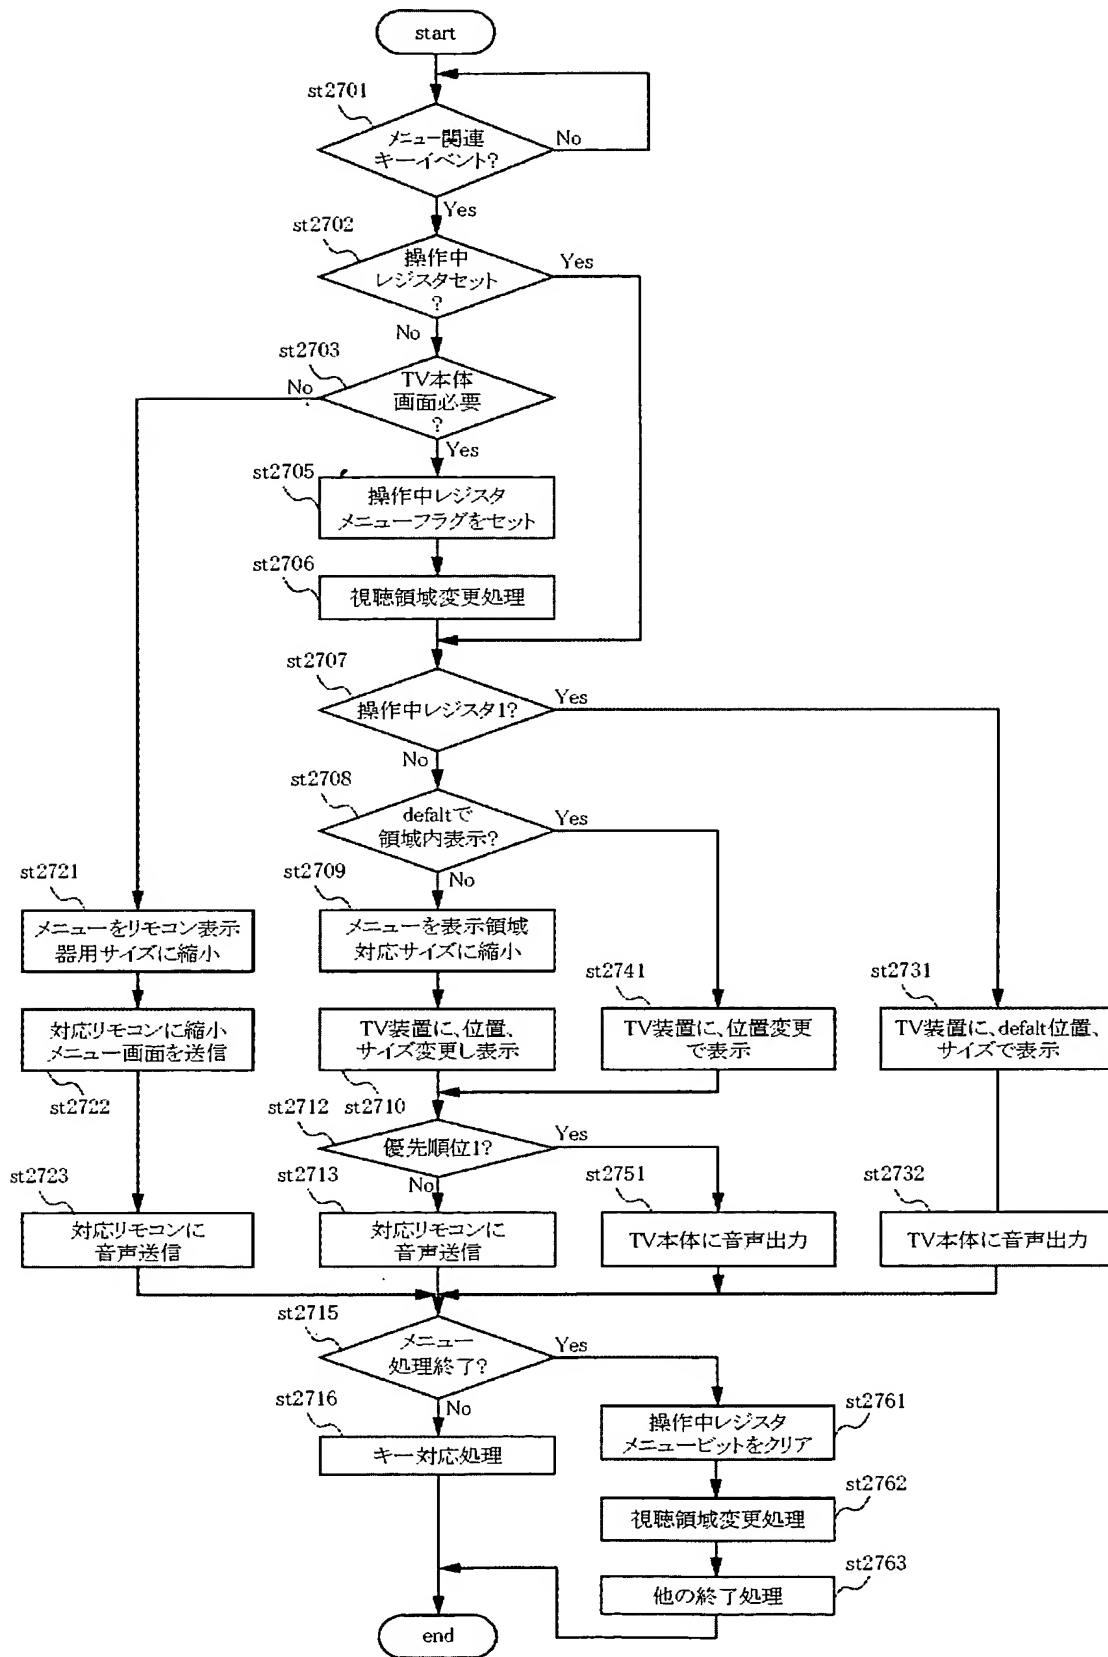 start
st2701
メニュー関連
キーイベント?
No
Yes
st2702
操作中
レジスタセット
?
Yes
No
st2703
TV本体
画面必要
?
No
Yes
st2705
操作中レジスタ
メニューフラグをセット
st2706
視聴領域変更処理
st2707
操作中レジスタ1?
Yes
No
st2708
defaltで
領域内表示?
Yes
No
st2721
メニューをリモコン表示
器用サイズに縮小
st2709
メニューを表示領域
対応サイズに縮小
対応リモコンに縮小
メニュー画面を送信
st2722
TV装置に、位置、
サイズ変更し表示
st2710
st2741
TV装置に、位置変更
で表示
st2731
TV装置に、defalt位置、
サイズで表示
st2712
優先順位1?
Yes
No
st2723
対応リモコンに
音声送信
st2713
対応リモコンに
音声送信
st2751
TV本体に音声出力
st2732
TV本体に音声出力
st2715
メニュー
処理終了?
Yes
No
st2716
キー対応処理
st2761
操作中レジスタ
メニュービットをクリア
st2762
視聴領域変更処理
st2763
他の終了処理
end